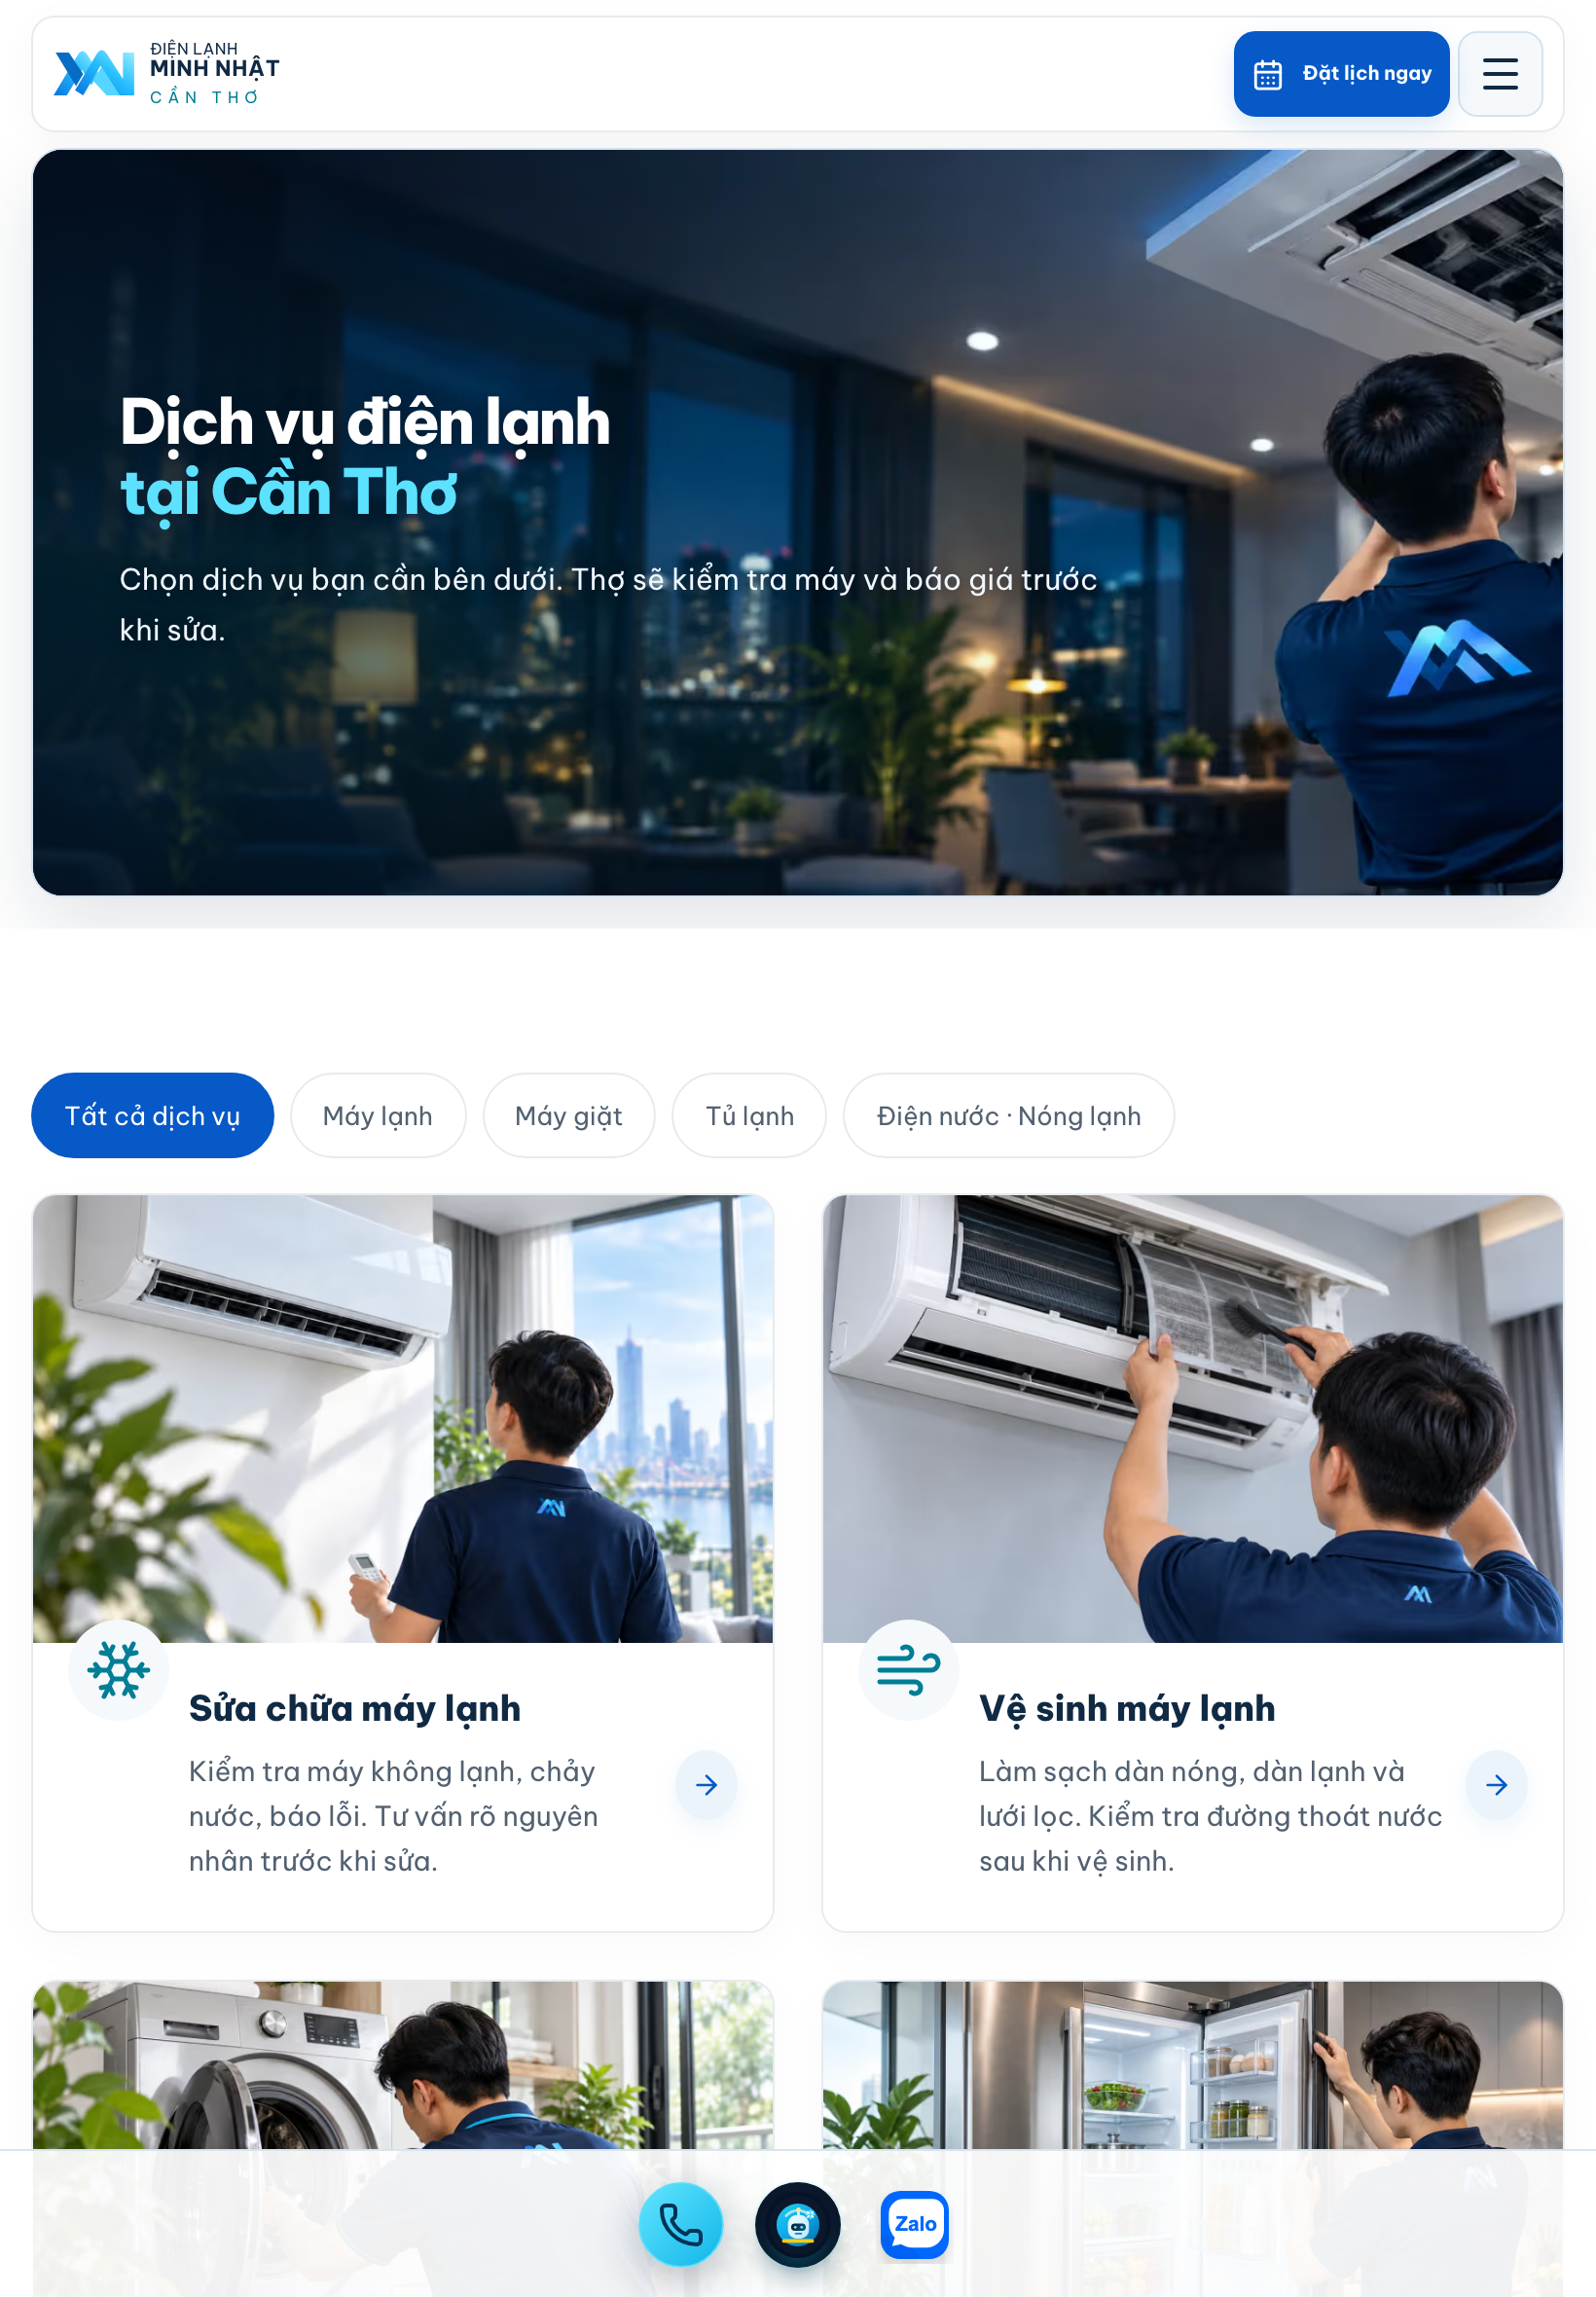 ĐIỆN LẠNH
MINH NHẬT
CẦN THƠ
Đặt lịch ngay
Dịch vụ điện lạnh
tại Cần Thơ
Chọn dịch vụ bạn cần bên dưới. Thợ sẽ kiểm tra máy và báo giá trước
khi sửa.
Tất cả dịch vụ
Máy lạnh
Máy giặt
Tủ lạnh
Điện nước · Nóng lạnh
Sửa chữa máy lạnh
Kiểm tra máy không lạnh, chảy
nước, báo lỗi. Tư vấn rõ nguyên
nhân trước khi sửa.
Vệ sinh máy lạnh
Làm sạch dàn nóng, dàn lạnh và
lưới lọc. Kiểm tra đường thoát nước
sau khi vệ sinh.
Zalo